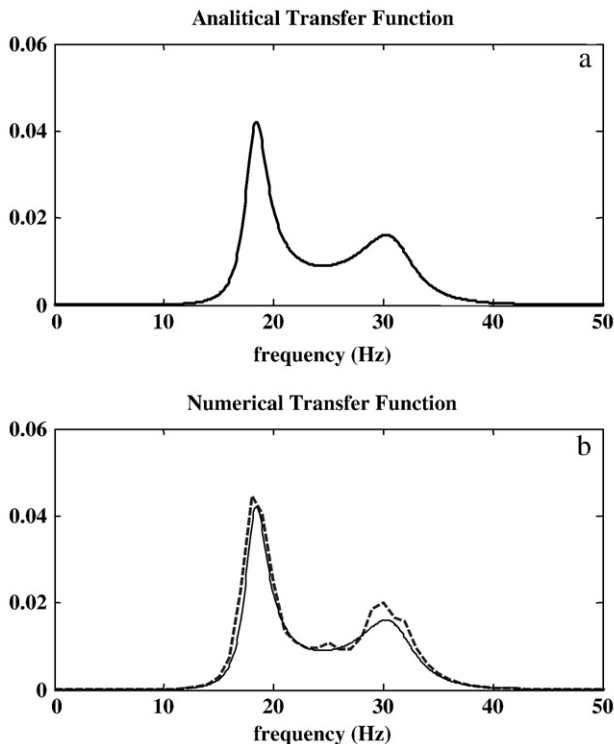 Analitical Transfer Function
a
0.06
0.04
0.02
0
0 10 20 30 40 50
frequency (Hz)
Numerical Transfer Function
b
0.06
0.04
0.02
0
0 10 20 30 40 50
frequency (Hz)